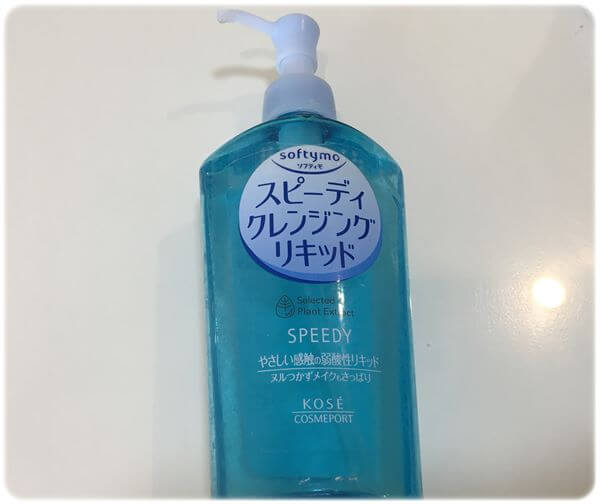 softymo
ソフティモ
スピーディ
クレンジング
リキッド
Selected
Plant Extract
SPEEDY
やさしい感触の弱酸性リキッド
ヌルつかずメイクもさっぱり
KOSÉ
COSMEPORT